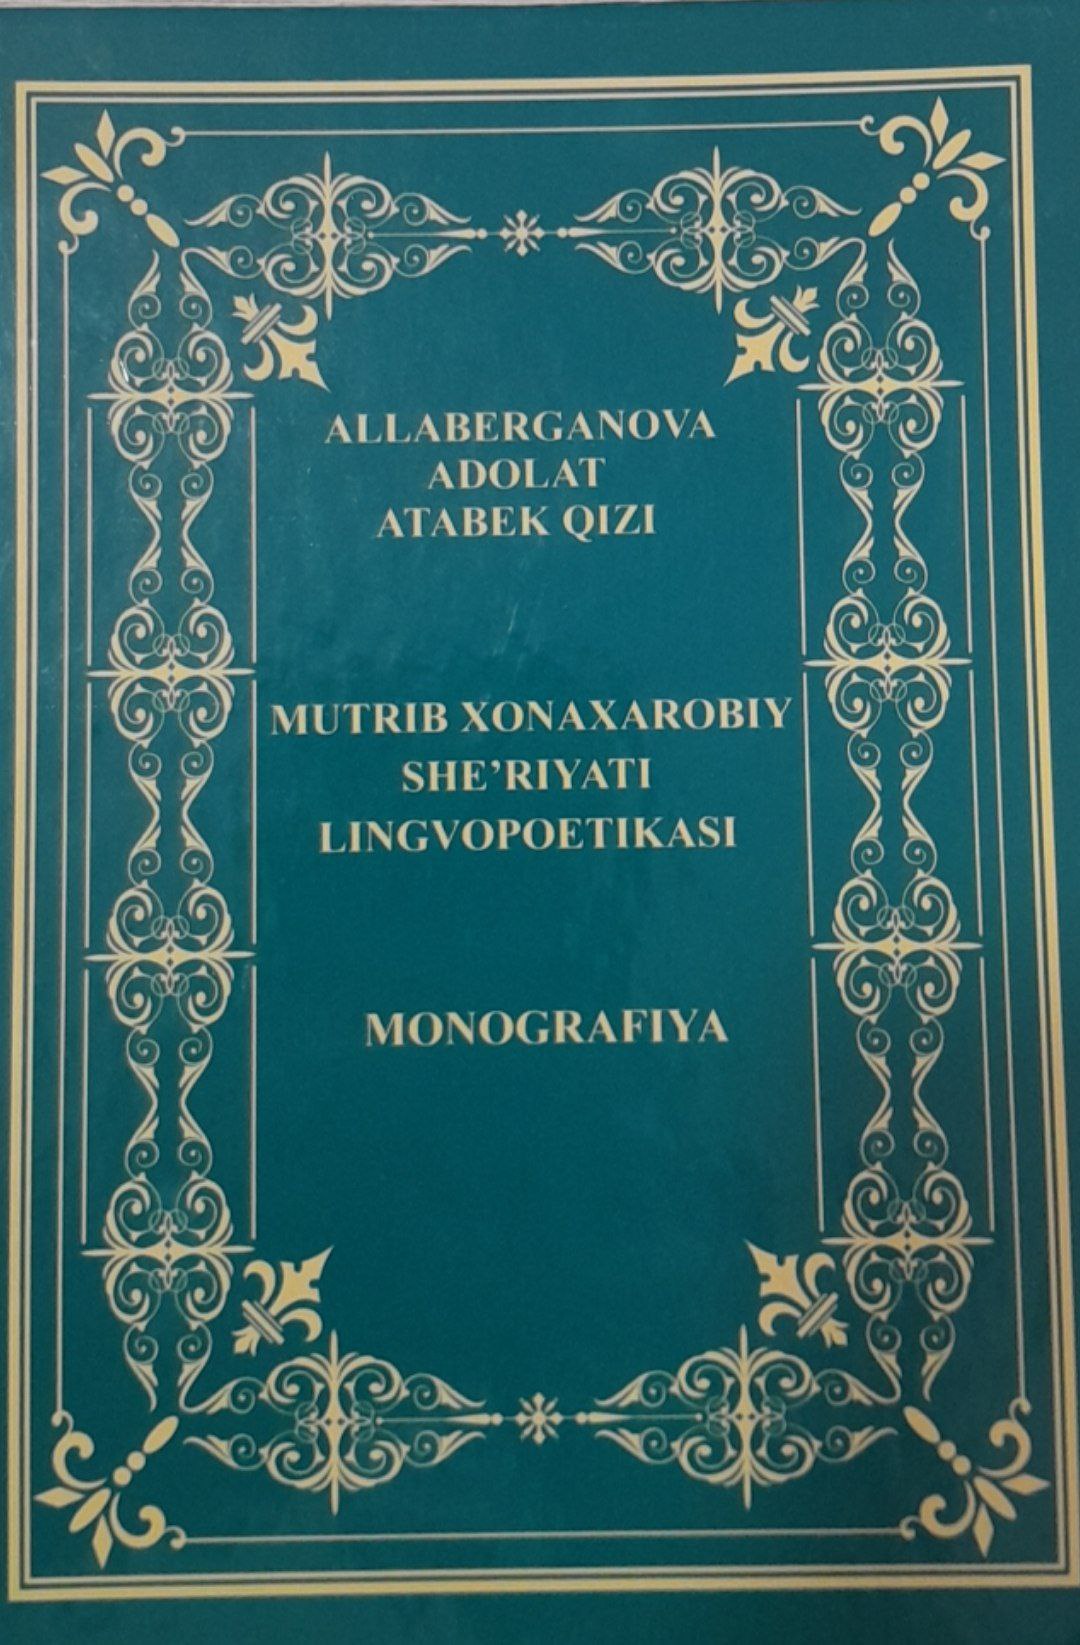 ALLABERGANOVA
ADOLAT
ATABEK QIZI
MUTRIB XONAXAROBIY
SHE’RIYATI
LINGVOPOETIKASI
MONOGRAFIYA